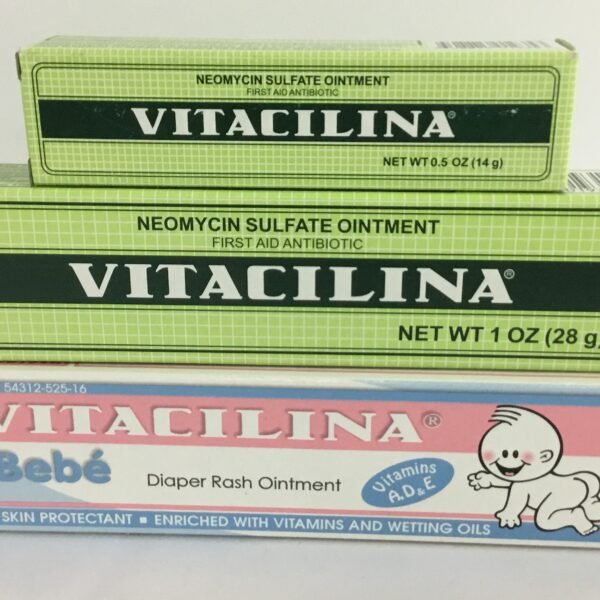 NEOMYCIN SULFATE OINTMENT
FIRST AID ANTIBIOTIC
VITACILINA®
NET WT 0.5 OZ (14 g)
NEOMYCIN SULFATE OINTMENT
FIRST AID ANTIBIOTIC
VITACILINA®
NET WT 1 OZ (28 g)
54312-525-16
VITACILINA®
Bebé
Diaper Rash Ointment
Vitamins
A,D & E
SKIN PROTECTANT ▪ ENRICHED WITH VITAMINS AND WETTING OILS